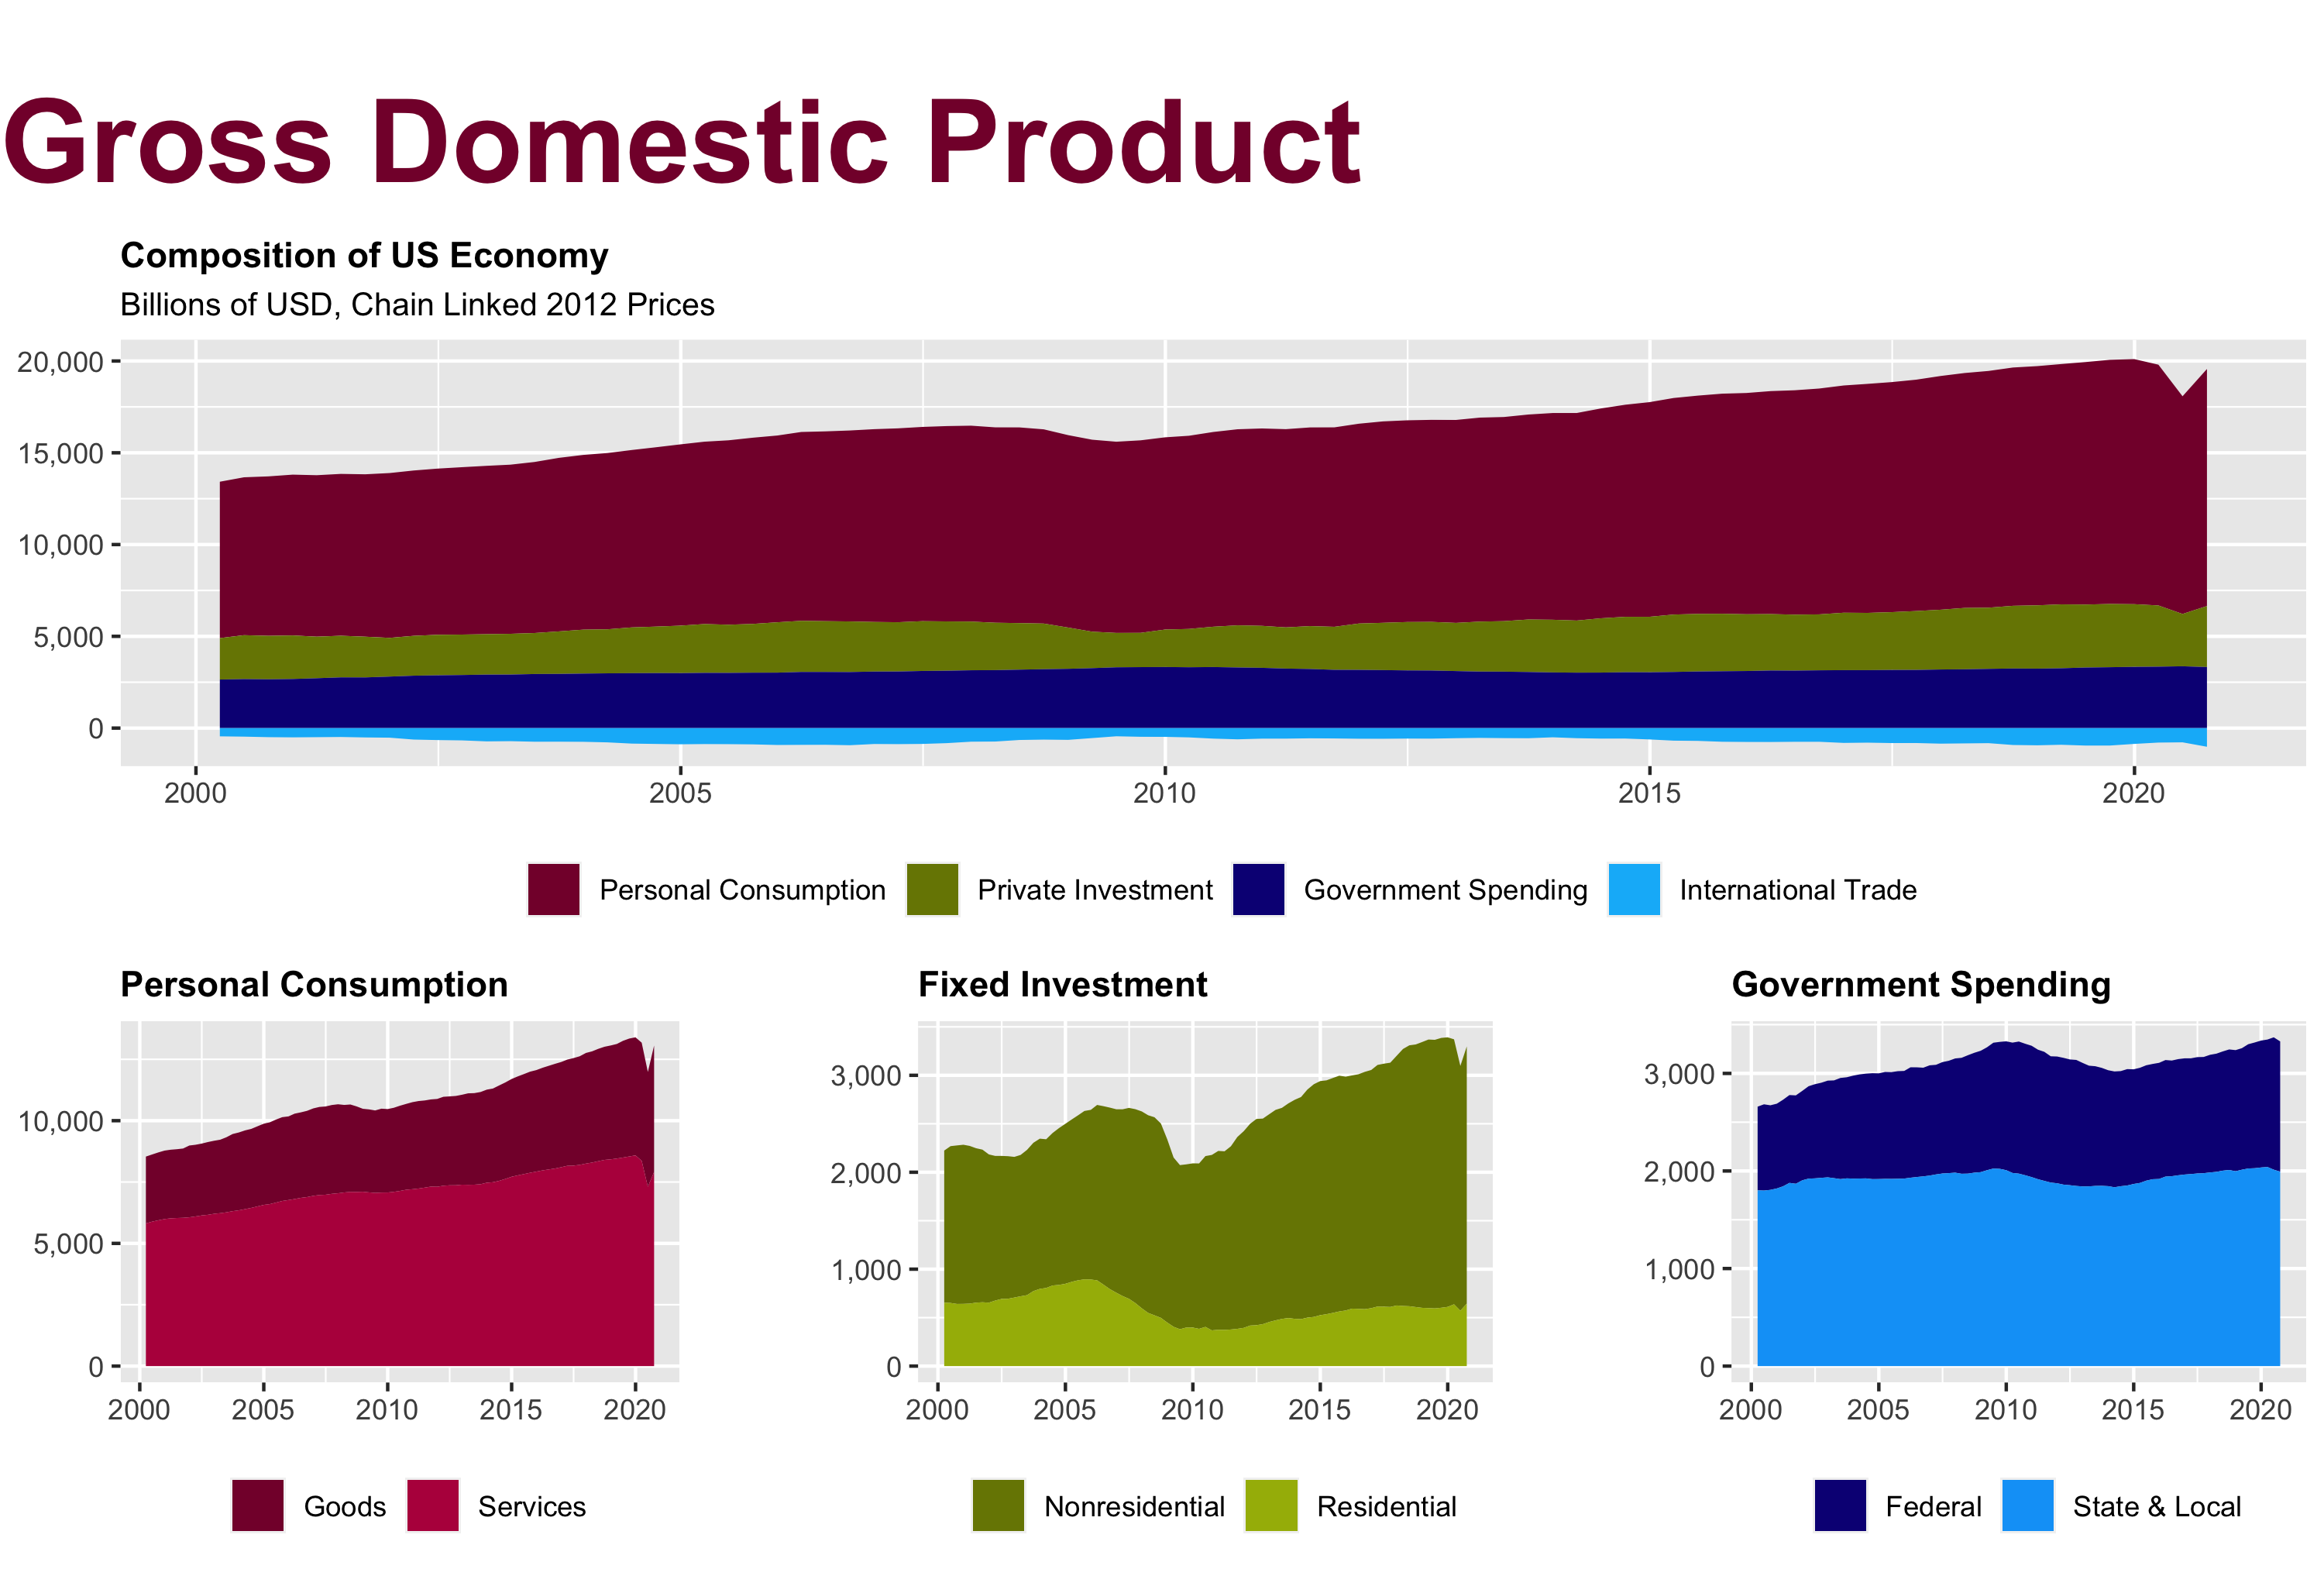 Gross Domestic Product
Composition of US Economy
Billions of USD, Chain Linked 2012 Prices
20,000
15,000
10,000
5,000
0
2000 2005 2010 2015 2020
Personal Consumption Private Investment Government Spending International Trade
Personal Consumption
10,000
5,000
0
2000 2005 2010 2015 2020
Goods Services
Fixed Investment
3,000
2,000
1,000
0
2000 2005 2010 2015 2020
Nonresidential Residential
Government Spending
3,000
2,000
1,000
0
2000 2005 2010 2015 2020
Federal State & Local